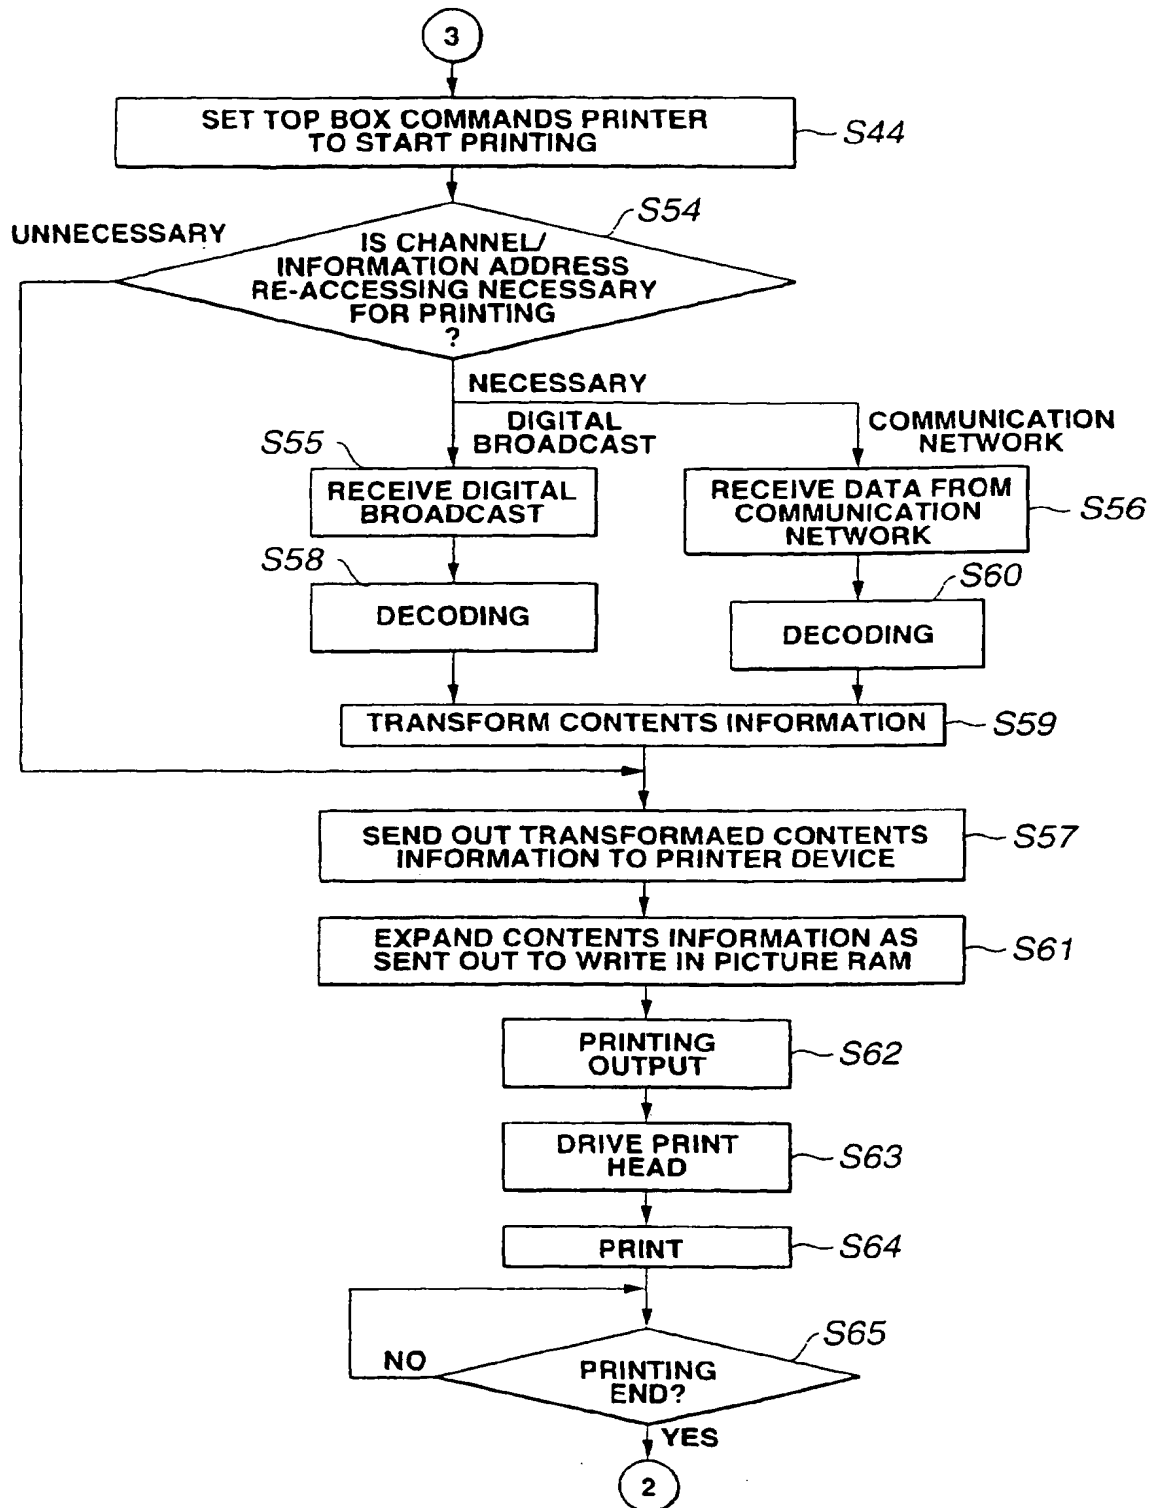 3
SET TOP BOX COMMANDS PRINTER
TO START PRINTING
S44
S54
UNNECESSARY
IS CHANNEL/
INFORMATION ADDRESS
RE-ACCESSING NECESSARY
FOR PRINTING
?
NECESSARY
DIGITAL
BROADCAST
COMMUNICATION
NETWORK
S55
RECEIVE DIGITAL
BROADCAST
RECEIVE DATA FROM
COMMUNICATION
NETWORK
S56
S58
DECODING
S60
DECODING
TRANSFORM CONTENTS INFORMATION
S59
SEND OUT TRANSFORMAED CONTENTS
INFORMATION TO PRINTER DEVICE
S57
EXPAND CONTENTS INFORMATION AS
SENT OUT TO WRITE IN PICTURE RAM
S61
PRINTING
OUTPUT
S62
DRIVE PRINT
HEAD
S63
PRINT
S64
S65
NO
PRINTING
END?
YES
2